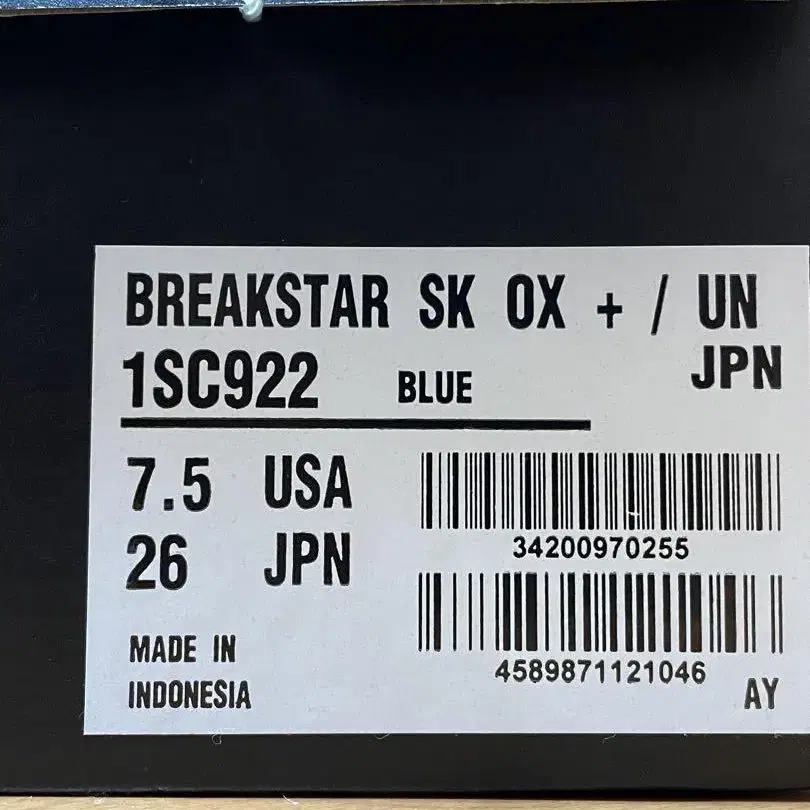 BREAKSTAR SK OX + / UN
1SC922 BLUE JPN
7.5 USA
26 JPN
34200970255
4589871121046
MADE IN
INDONESIA
AY